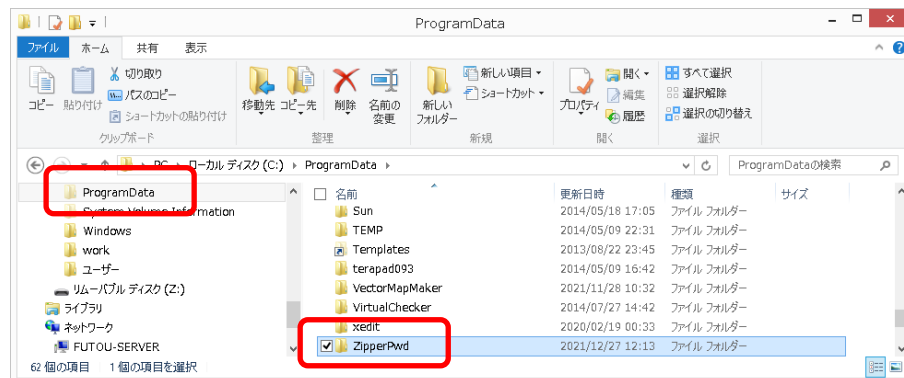 ProgramData
ファイル ホーム 共有 表示
コピー 貼り付け 切り取り パスのコピー ショートカットの貼り付け 移動先 コピー先 削除 名前の変更 新しいフォルダー 新しい項目 ショートカット プロパティ 開く 編集 履歴 すべて選択 選択解除 選択の切り替え
クリップボード 整理 新規 開く 選択
PC ローカル ディスク (C:) ProgramData ProgramDataの検索
ProgramData
System Volume Information
Windows
work
ユーザー
リムーバブル ディスク (Z:)
ライブラリ
ネットワーク
FUTOU-SERVER
名前 更新日時 種類 サイズ
Sun 2014/05/18 17:05 ファイル フォルダー
TEMP 2014/05/09 22:31 ファイル フォルダー
Templates 2013/08/22 23:45 ファイル フォルダー
terapad093 2014/05/09 16:42 ファイル フォルダー
VectorMapMaker 2021/11/28 10:32 ファイル フォルダー
VirtualChecker 2014/07/27 14:42 ファイル フォルダー
xedit 2020/02/19 00:33 ファイル フォルダー
ZipperPwd 2021/12/27 12:13 ファイル フォルダー
62 個の項目 1 個の項目を選択